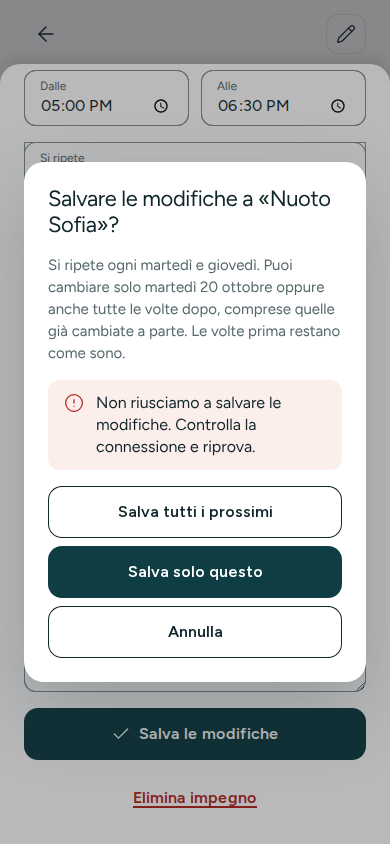 Dalle
Alle
05:00 PM
06:30 PM
Si ripete
Salvare le modifiche a «Nuoto
Sofia»?
Si ripete ogni martedì e giovedì. Puoi
cambiare solo martedì 20 ottobre oppure
anche tutte le volte dopo, comprese quelle
già cambiate a parte. Le volte prima restano
come sono.
Non riusciamo a salvare le
modifiche. Controlla la
connessione e riprova.
Salva tutti i prossimi
Salva solo questo
Annulla
Salva le modifiche
Elimina impegno